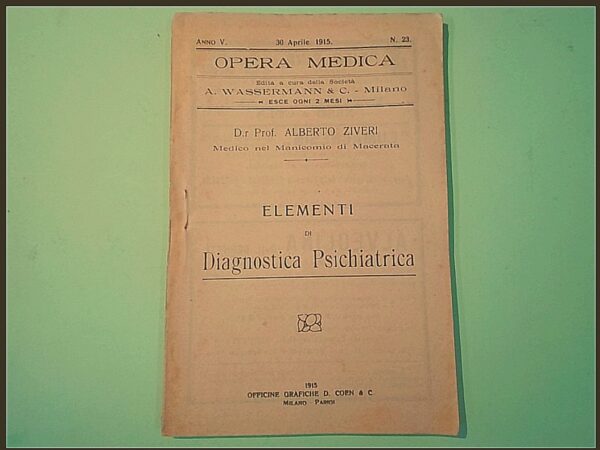 ANNO V. 30 Aprile 1915. N. 23.
OPERA MEDICA
Edita a cura della Società
A. WASSERMANN & C. - Milano
ESCE OGNI 2 MESI
D.r Prof. ALBERTO ZIVERI
Medico nel Manicomio di Macerata
ELEMENTI
DI
Diagnostica Psichiatrica
1915
OFFICINE GRAFICHE D. COEN & C.
MILANO - PARIGI